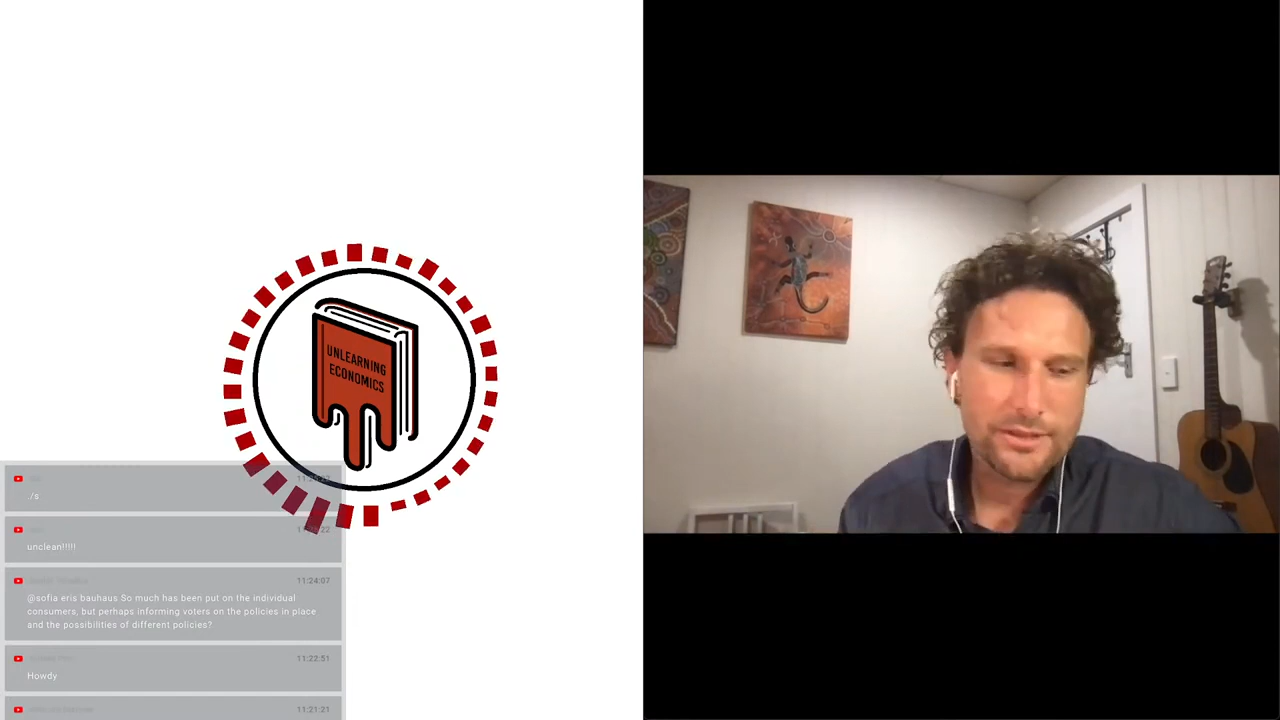 UNLEARNING
ECONOMICS
./s
unclean!!!!!
11:24:07
@sofia eris bauhaus So much has been put on the individual
consumers, but perhaps informing voters on the policies in place
and the possibilities of different policies?
11:22:51
Howdy
11:21:21